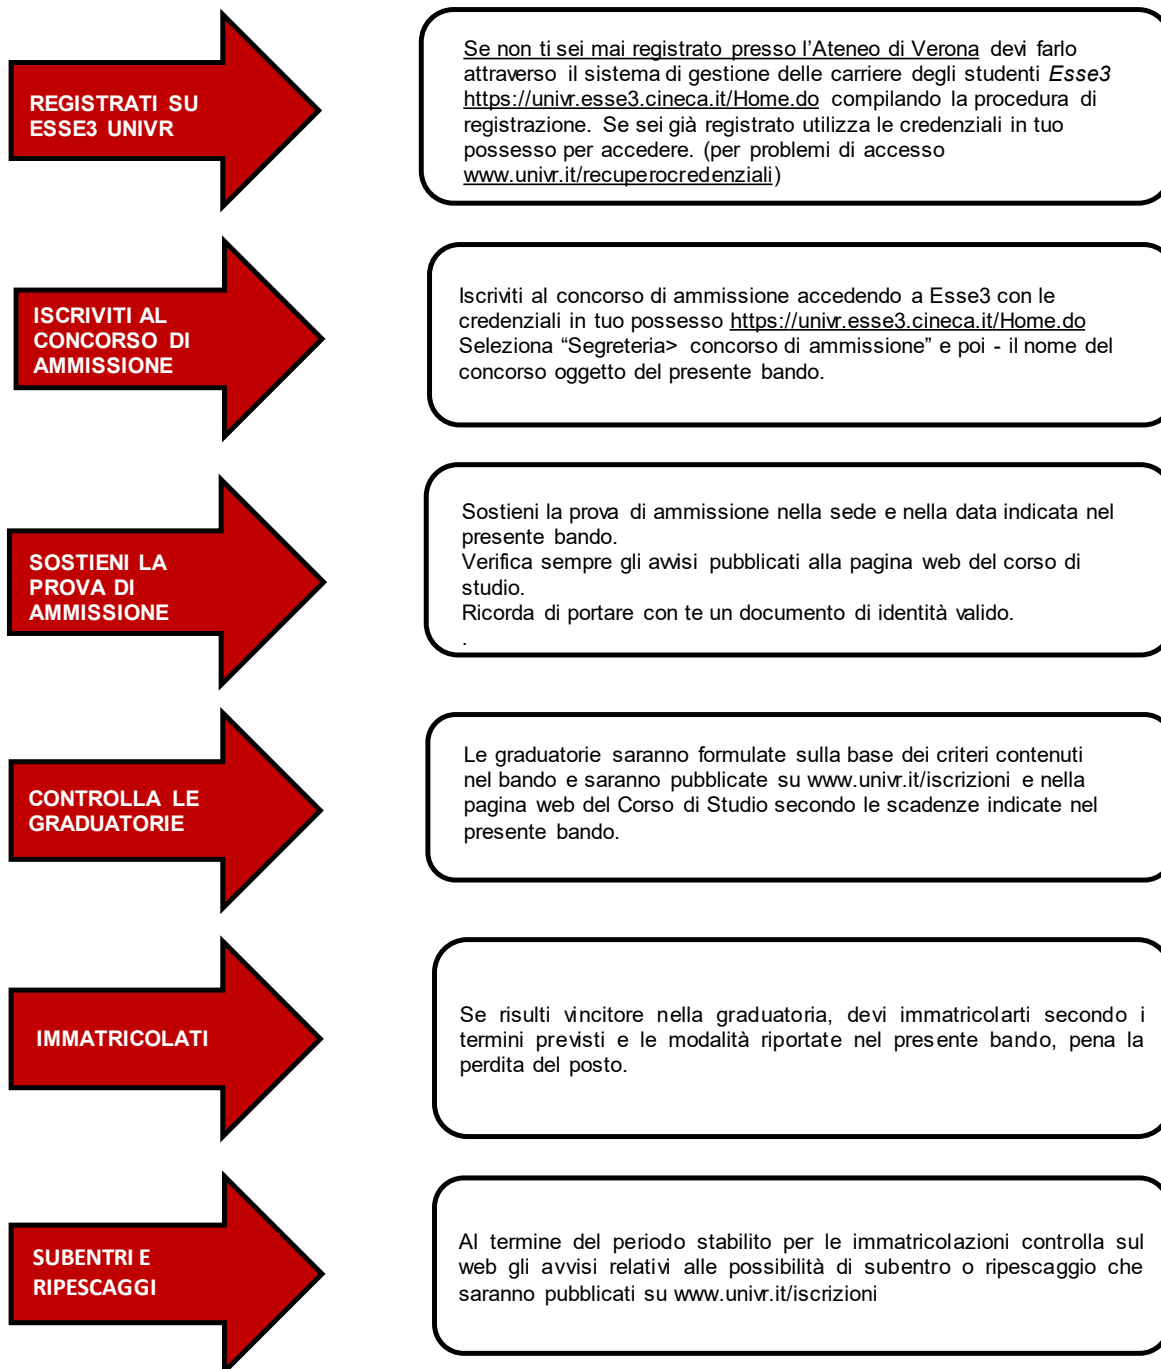 REGISTRATI SU
ESSE3 UNIVR
Se non ti sei mai registrato presso l'Ateneo di Verona devi farlo
attraverso il sistema di gestione delle carriere degli studenti Esse3
https://univr.esse3.cineca.it/Home.do compilando la procedura di
registrazione. Se sei già registrato utilizza le credenziali in tuo
possesso per accedere. (per problemi di accesso
www.univr.it/recuperocredenziali)
ISCRIVITI AL
CONCORSO DI
AMMISSIONE
Iscriviti al concorso di ammissione accedendo a Esse3 con le
credenziali in tuo possesso https://univr.esse3.cineca.it/Home.do
Seleziona “Segreteria> concorso di ammissione” e poi - il nome del
concorso oggetto del presente bando.
SOSTIENI LA
PROVA DI
AMMISSIONE
Sostieni la prova di ammissione nella sede e nella data indicata nel
presente bando.
Verifica sempre gli avvisi pubblicati alla pagina web del corso di
studio.
Ricorda di portare con te un documento di identità valido.
.
CONTROLLA LE
GRADUATORIE
Le graduatorie saranno formulate sulla base dei criteri contenuti
nel bando e saranno pubblicate su www.univr.it/iscrizioni e nella
pagina web del Corso di Studio secondo le scadenze indicate nel
presente bando.
IMMATRICOLATI
Se risulti vincitore nella graduatoria, devi immatricolarti secondo i
termini previsti e le modalità riportate nel presente bando, pena la
perdita del posto.
SUBENTRI E
RIPESCAGGI
Al termine del periodo stabilito per le immatricolazioni controlla sul
web gli avvisi relativi alle possibilità di subentro o ripescaggio che
saranno pubblicati su www.univr.it/iscrizioni